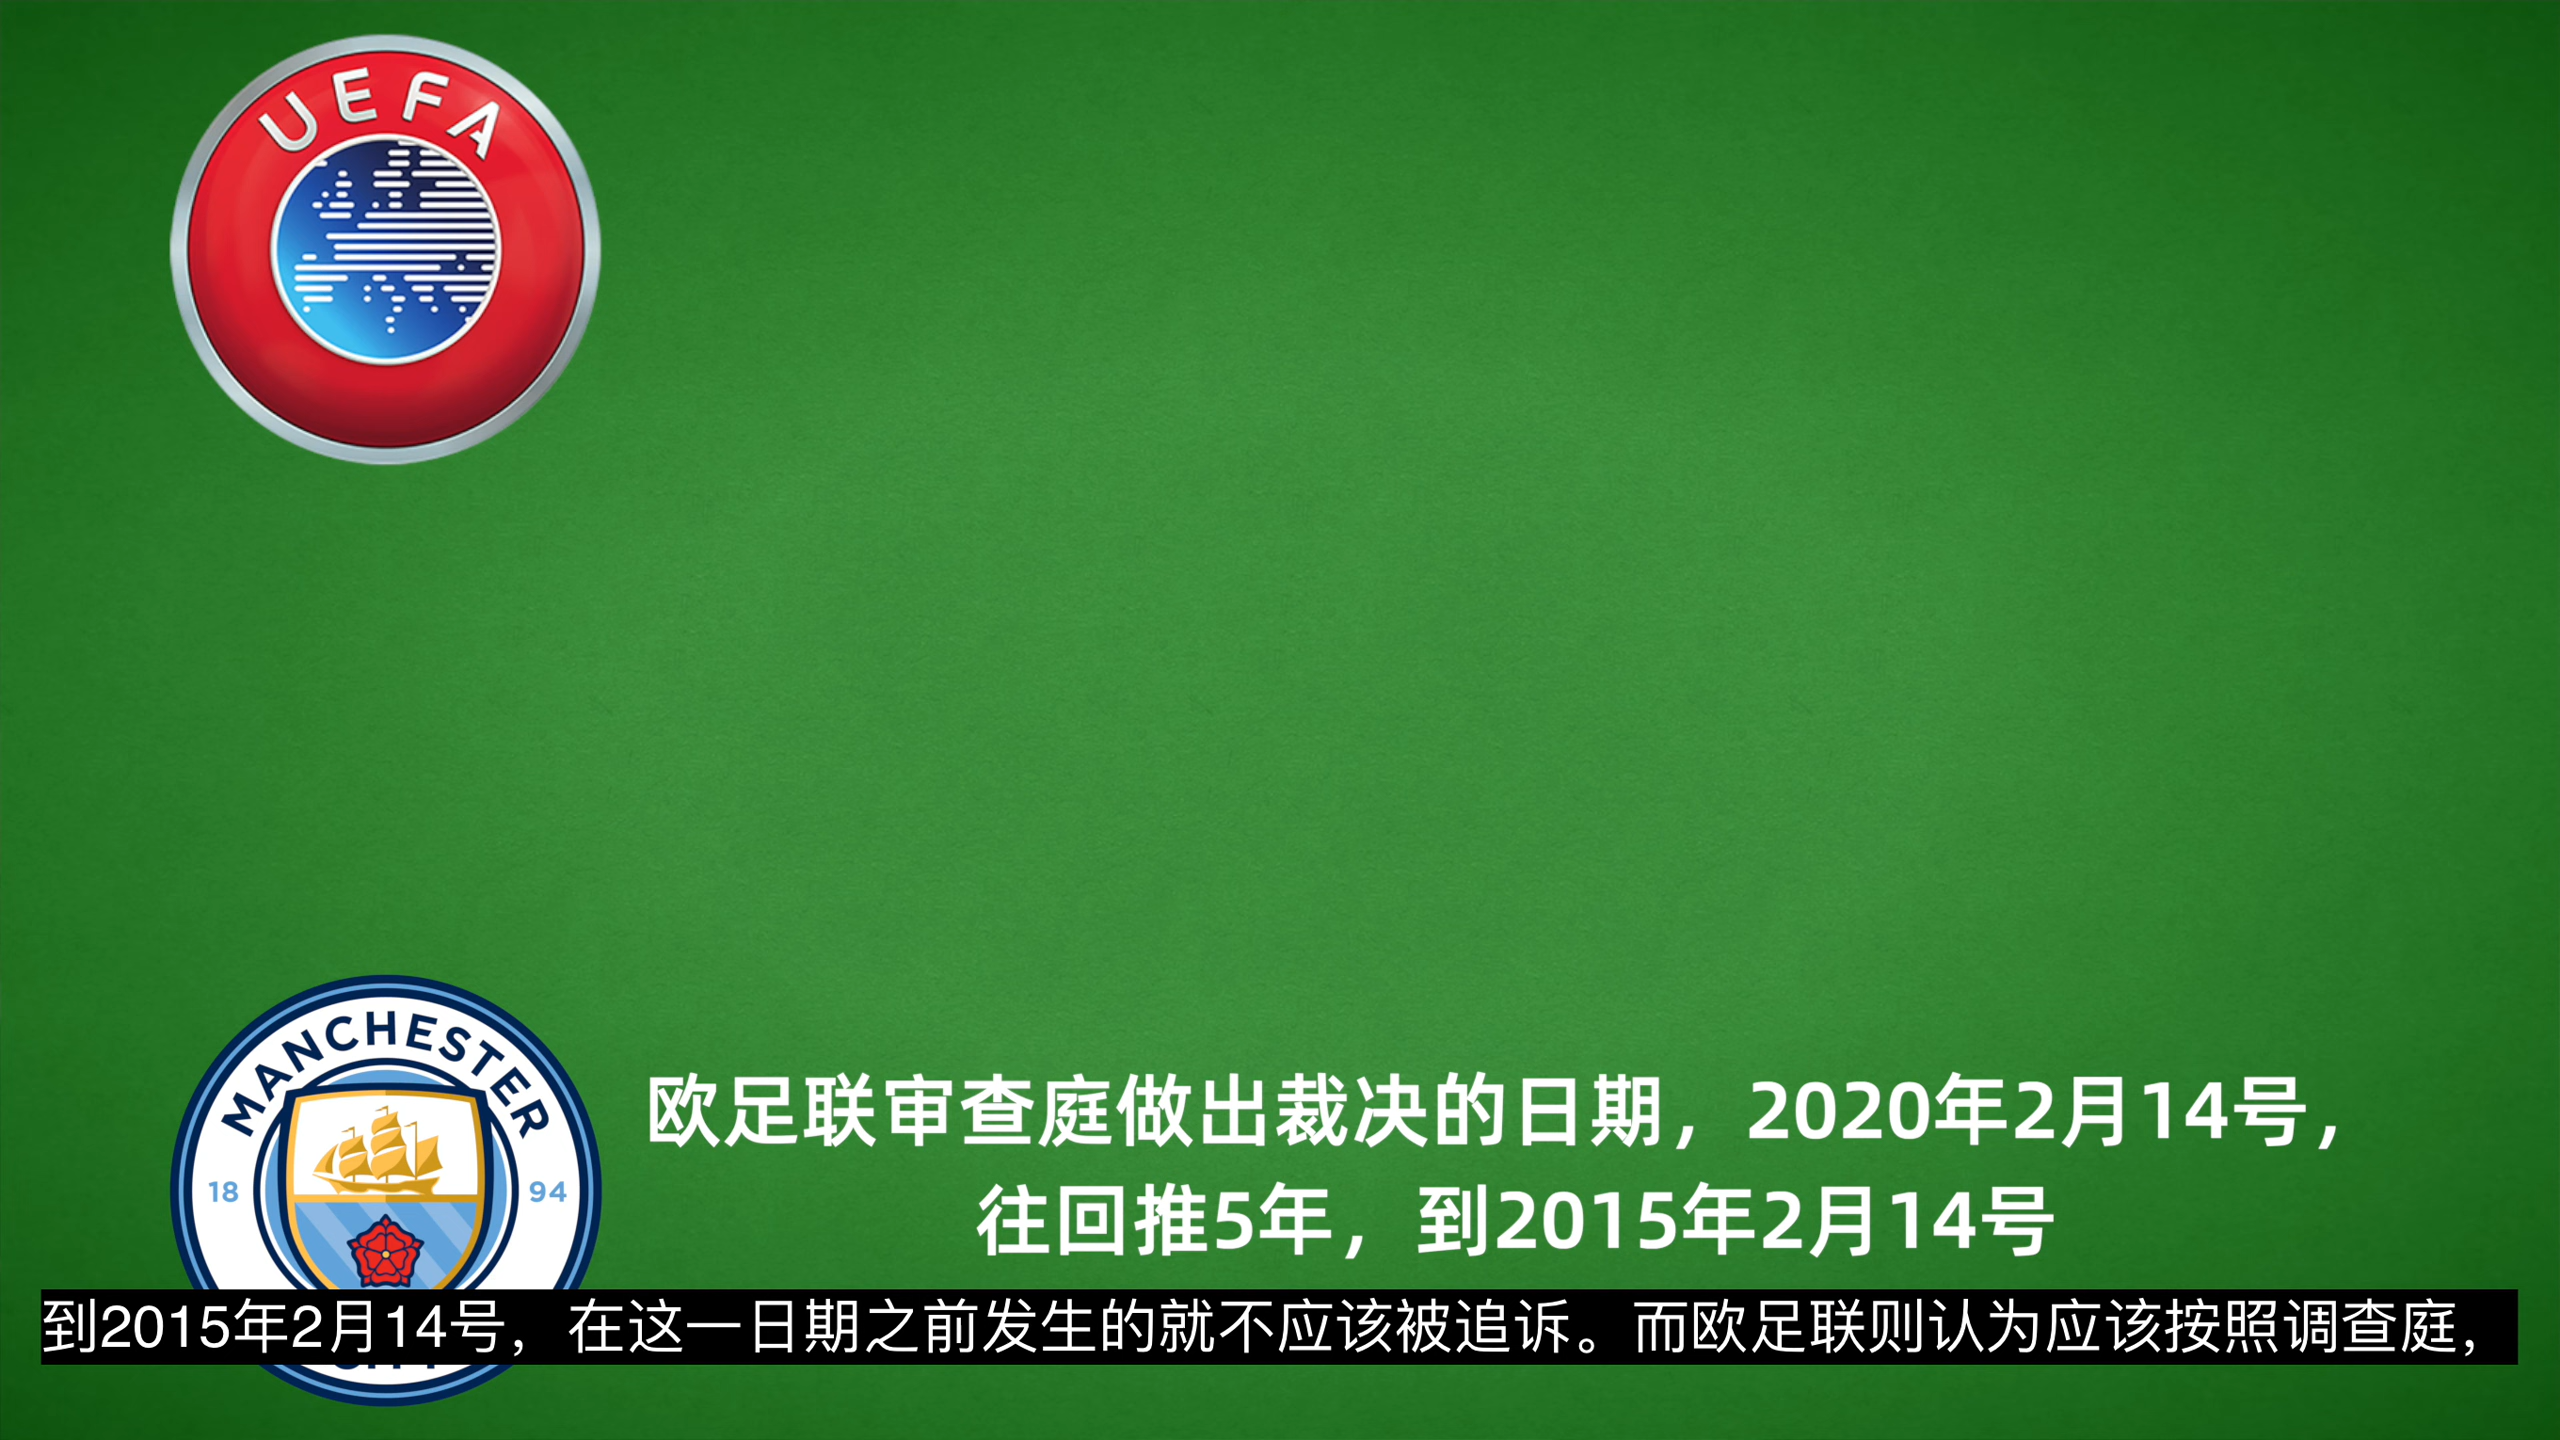 UEFA
MANCHESTER
18 94
欧足联审查庭做出裁决的日期，2020年2月14号，
往回推5年，到2015年2月14号
到2015年2月14号，在这一日期之前发生的就不应该被追诉。而欧足联则认为应该按照调查庭，